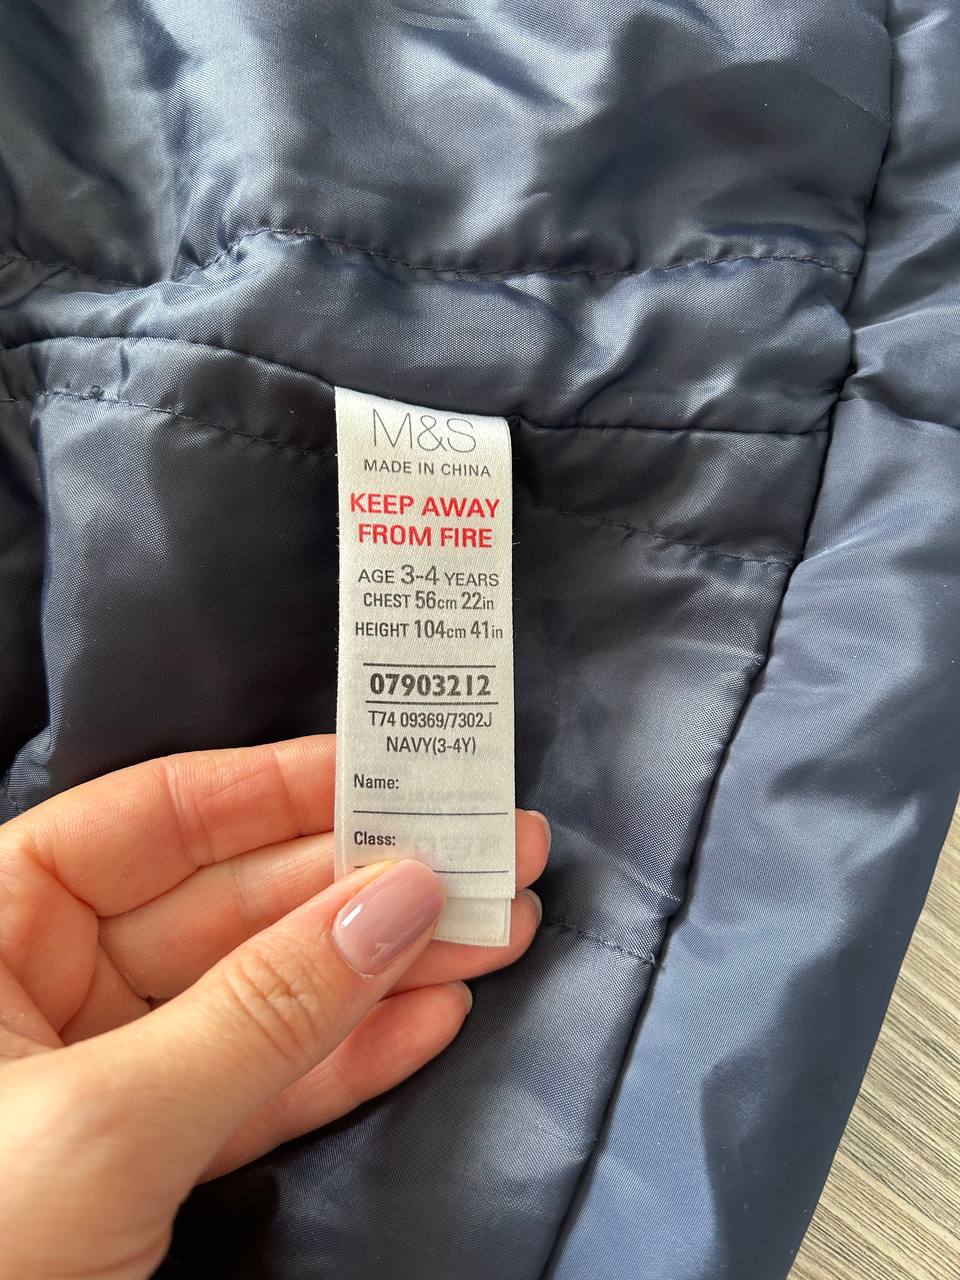 M&S
MADE IN CHINA
KEEP AWAY
FROM FIRE
AGE 3-4 YEARS
CHEST 56cm 22in
HEIGHT 104cm 41in
07903212
T74 09369/7302J
NAVY(3-4Y)
Name:
Class: